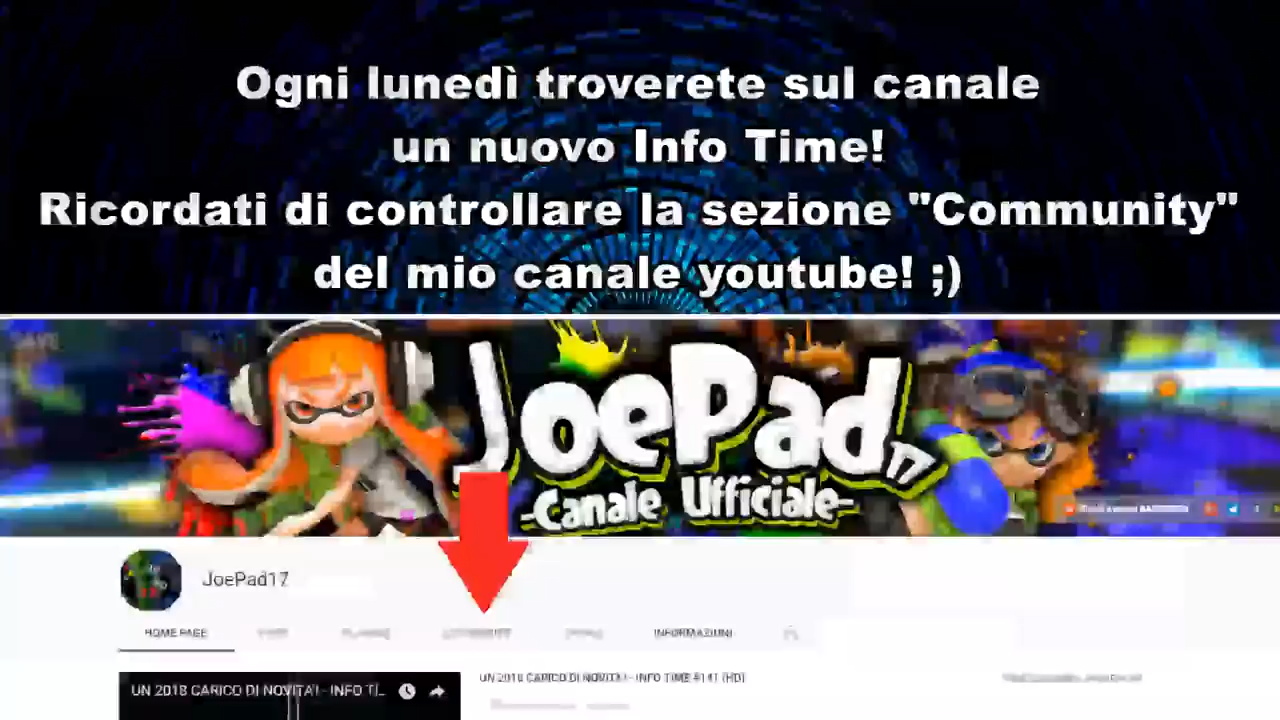 Ogni lunedì troverete sul canale
un nuovo Info Time!
Ricordati di controllare la sezione "Community"
del mio canale youtube! ;)
JoePad17
-Canale Ufficiale-
JoePad17
HOME PAGE INFORMAZIONI
UN 2018 CARICO DI NOVITA'! - INFO TI...
UN 2018 CARICO DI NOVITA'! - INFO TIME #141 [HD]